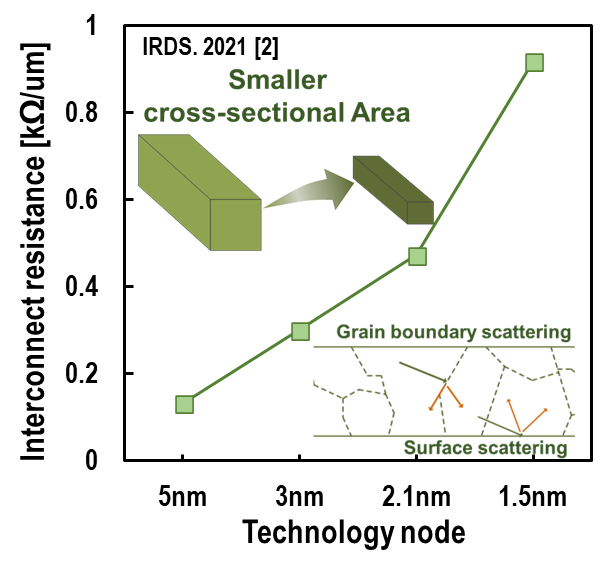 Interconnect resistance [kΩ/um]
1
0.8
0.6
0.4
0.2
0
IRDS. 2021 [2]
Smaller
cross-sectional Area
Grain boundary scattering
Surface scattering
5nm 3nm 2.1nm 1.5nm
Technology node